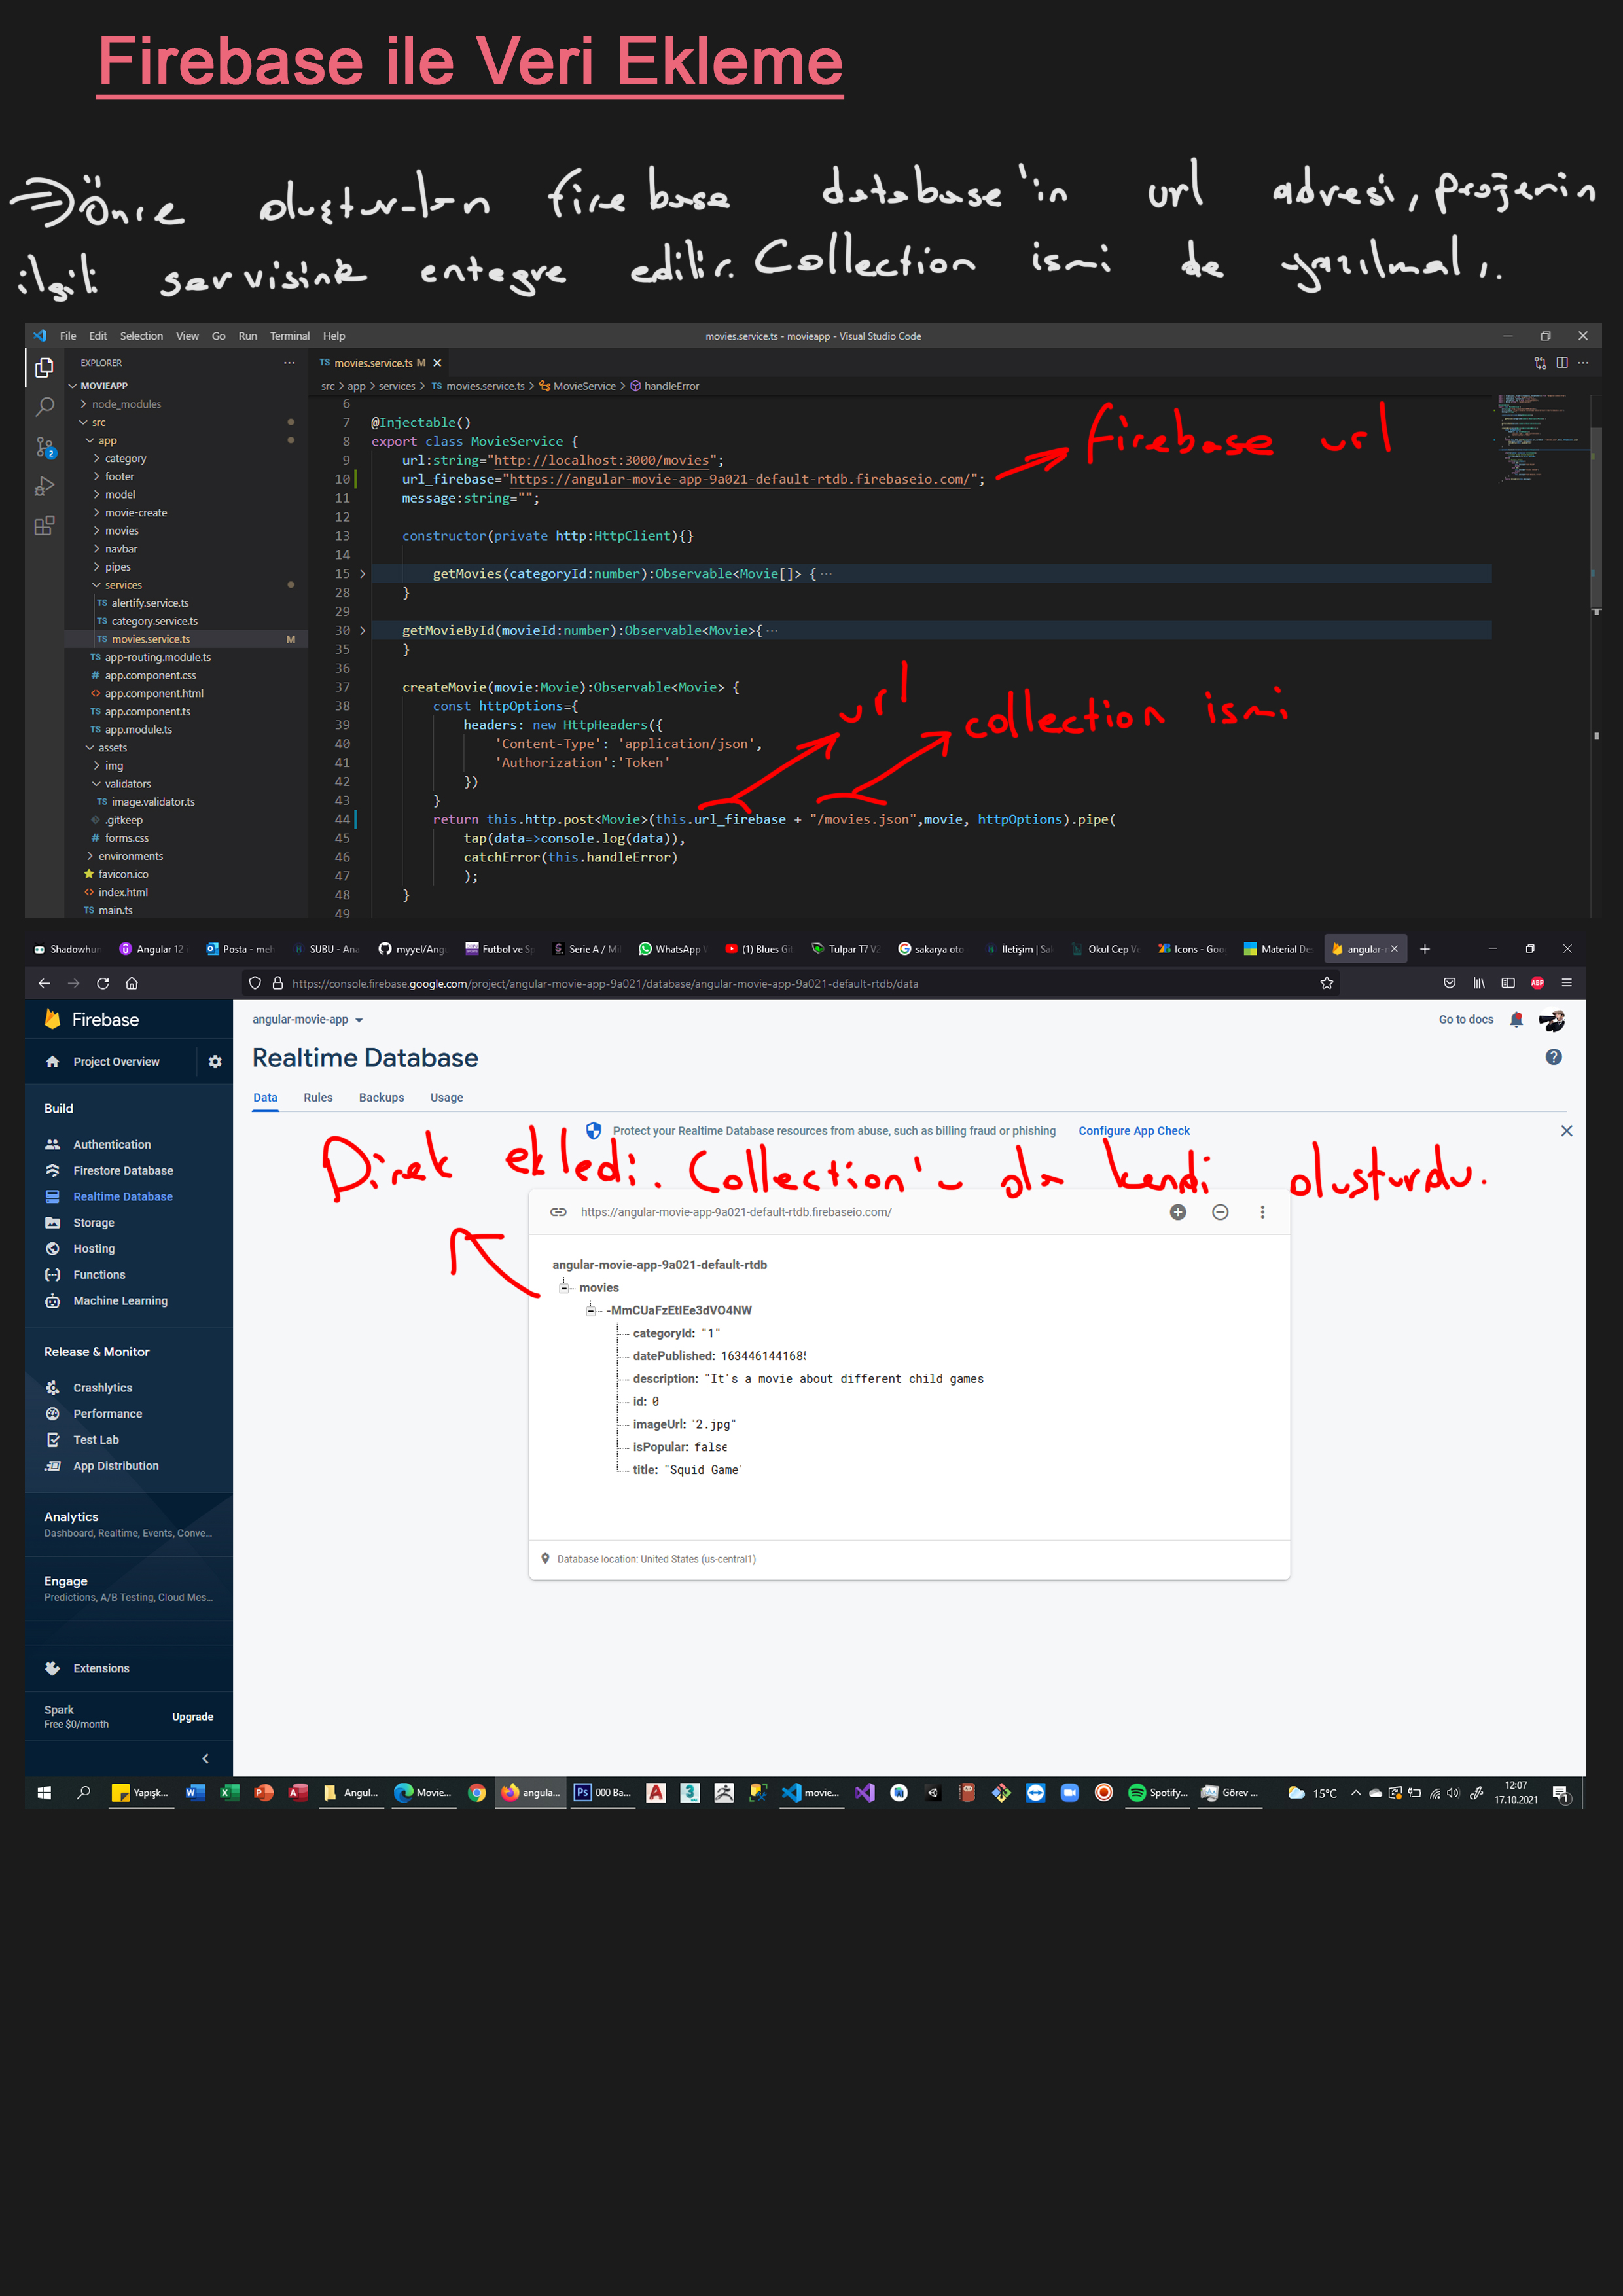 Firebase ile Veri Ekleme
⇒ Önce oluşturulan firebase database'in url adresi, projenin
ilgili servisine entegre edilir. Collection ismi de yazılmalı.
File Edit Selection View Go Run Terminal Help movies.service.ts - movieapp - Visual Studio Code
EXPLORER
MOVIEAPP
node_modules
src
app
category
footer
model
movie-create
movies
navbar
pipes
services
alertify.service.ts
category.service.ts
movies.service.ts M
app-routing.module.ts
app.component.css
app.component.html
app.component.ts
app.module.ts
assets
img
validators
image.validator.ts
.gitkeep
forms.css
environments
favicon.ico
index.html
main.ts
movies.service.ts M
src > app > services > movies.service.ts > MovieService > handleError
6
7 @Injectable()
8 export class MovieService {
9 url:string="http://localhost:3000/movies";
10 url_firebase="https://angular-movie-app-9a021-default-rtdb.firebaseio.com/";
firebase url
11 message:string="";
12
13 constructor(private http:HttpClient){}
14
15 getMovies(categoryId:number):Observable<Movie[]> {
28 }
29
30 getMovieById(movieId:number):Observable<Movie>{
35 }
36
37 createMovie(movie:Movie):Observable<Movie> {
38 const httpOptions={
39 headers: new HttpHeaders({
40 'Content-Type': 'application/json',
41 'Authorization':'Token'
42 })
43 }
url
collection ismi
44 return this.http.post<Movie>(this.url_firebase + "/movies.json",movie, httpOptions).pipe(
45 tap(data=>console.log(data)),
46 catchError(this.handleError)
47 );
48 }
49
Shadowhun Angular 12 Posta - meh SUBU - Ana myyel/Ang Futbol ve Sp Serie A / Mi WhatsApp (1) Blues Git Tulpar T7 V2 sakarya oto İletişim | Sak Okul Cep Ve Icons - Goo Material De angular-
https://console.firebase.google.com/project/angular-movie-app-9a021/database/angular-movie-app-9a021-default-rtdb/data
Firebase
Project Overview
Build
Authentication
Firestore Database
Realtime Database
Storage
Hosting
Functions
Machine Learning
Release & Monitor
Crashlytics
Performance
Test Lab
App Distribution
Analytics
Dashboard, Realtime, Events, Conve...
Engage
Predictions, A/B Testing, Cloud Mes...
Extensions
Spark
Free $0/month Upgrade
angular-movie-app Go to docs
Realtime Database
Data Rules Backups Usage
Protect your Realtime Database resources from abuse, such as billing fraud or phishing Configure App Check
Direk ekledi. Collection'u da kendi oluşturdu.
https://angular-movie-app-9a021-default-rtdb.firebaseio.com/
angular-movie-app-9a021-default-rtdb
movies
-MmCUaFzEtIEe3dVO4NW
categoryId: "1"
datePublished: 1634461441685
description: "It's a movie about different child games
id: 0
imageUrl: "2.jpg"
isPopular: false
title: "Squid Game'
Database location: United States (us-central1)
Yapışk... Angul... Movie... angula... 000 Ba... movie... Spotify... Görev ... 15°C 12:07
17.10.2021